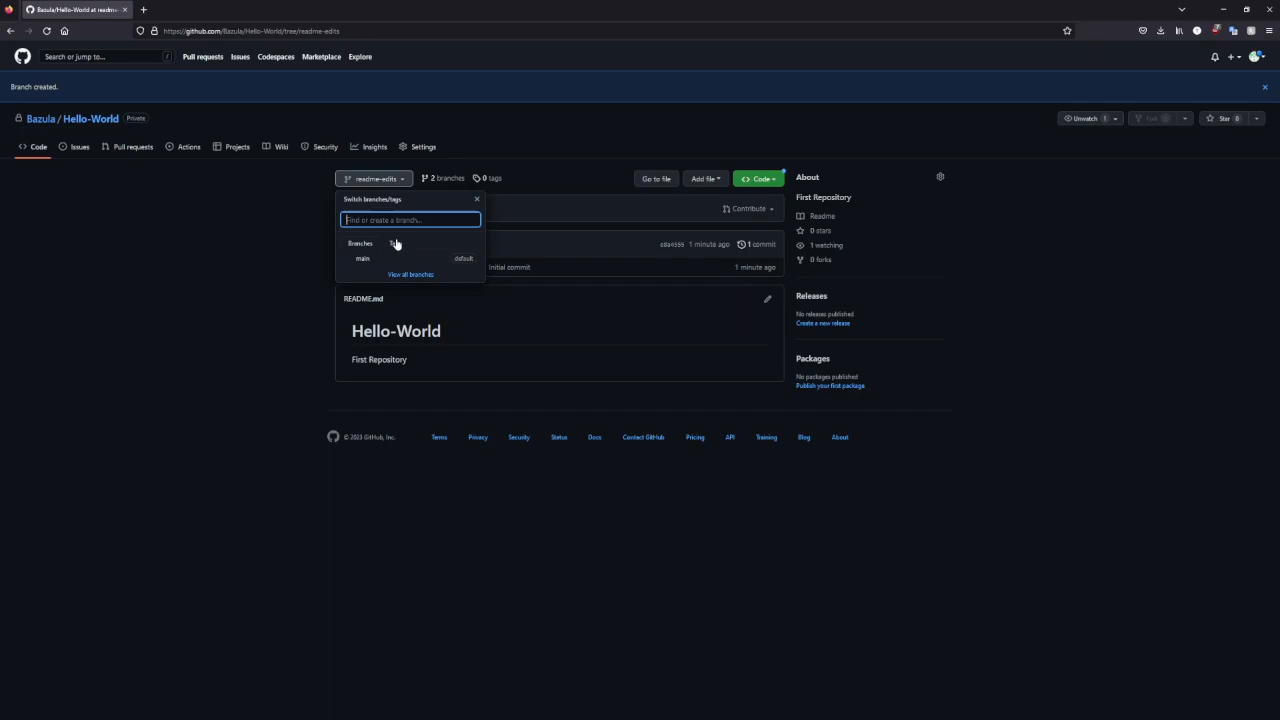 Bazula/Hello-World at readme-
https://github.com/Bazula/Hello-World/tree/readme-edits
Search or jump to... /
Pull requests Issues Codespaces Marketplace Explore
Branch created.
Bazula / Hello-World Private
Unwatch 1 Fork 0 Star 0
Code Issues Pull requests Actions Projects Wiki Security Insights Settings
readme-edits 2 branches 0 tags Go to file Add file Code
Switch branches/tags
Find or create a branch...
Branches
main default
View all branches
Contribute
1 minute ago 1 commit
Initial commit 1 minute ago
README.md
Hello-World
First Repository
About
First Repository
Readme
0 stars
1 watching
0 forks
Releases
No releases published
Create a new release
Packages
No packages published
Publish your first package
© 2023 GitHub, Inc. Terms Privacy Security Status Docs Contact GitHub Pricing API Training Blog About